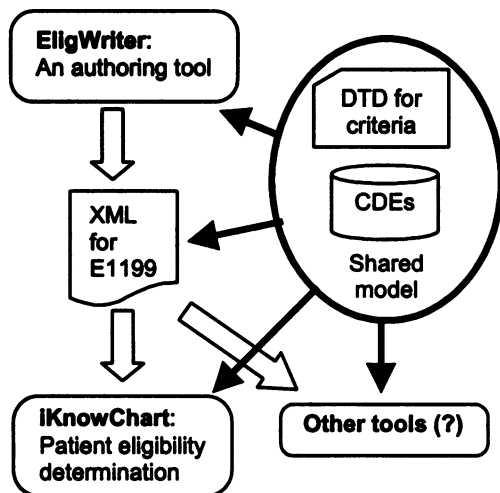 EligWriter:
An authoring tool
DTD for
criteria
CDEs
Shared
model
XML
for
E1199
iKnowChart:
Patient eligibility
determination
Other tools (?)